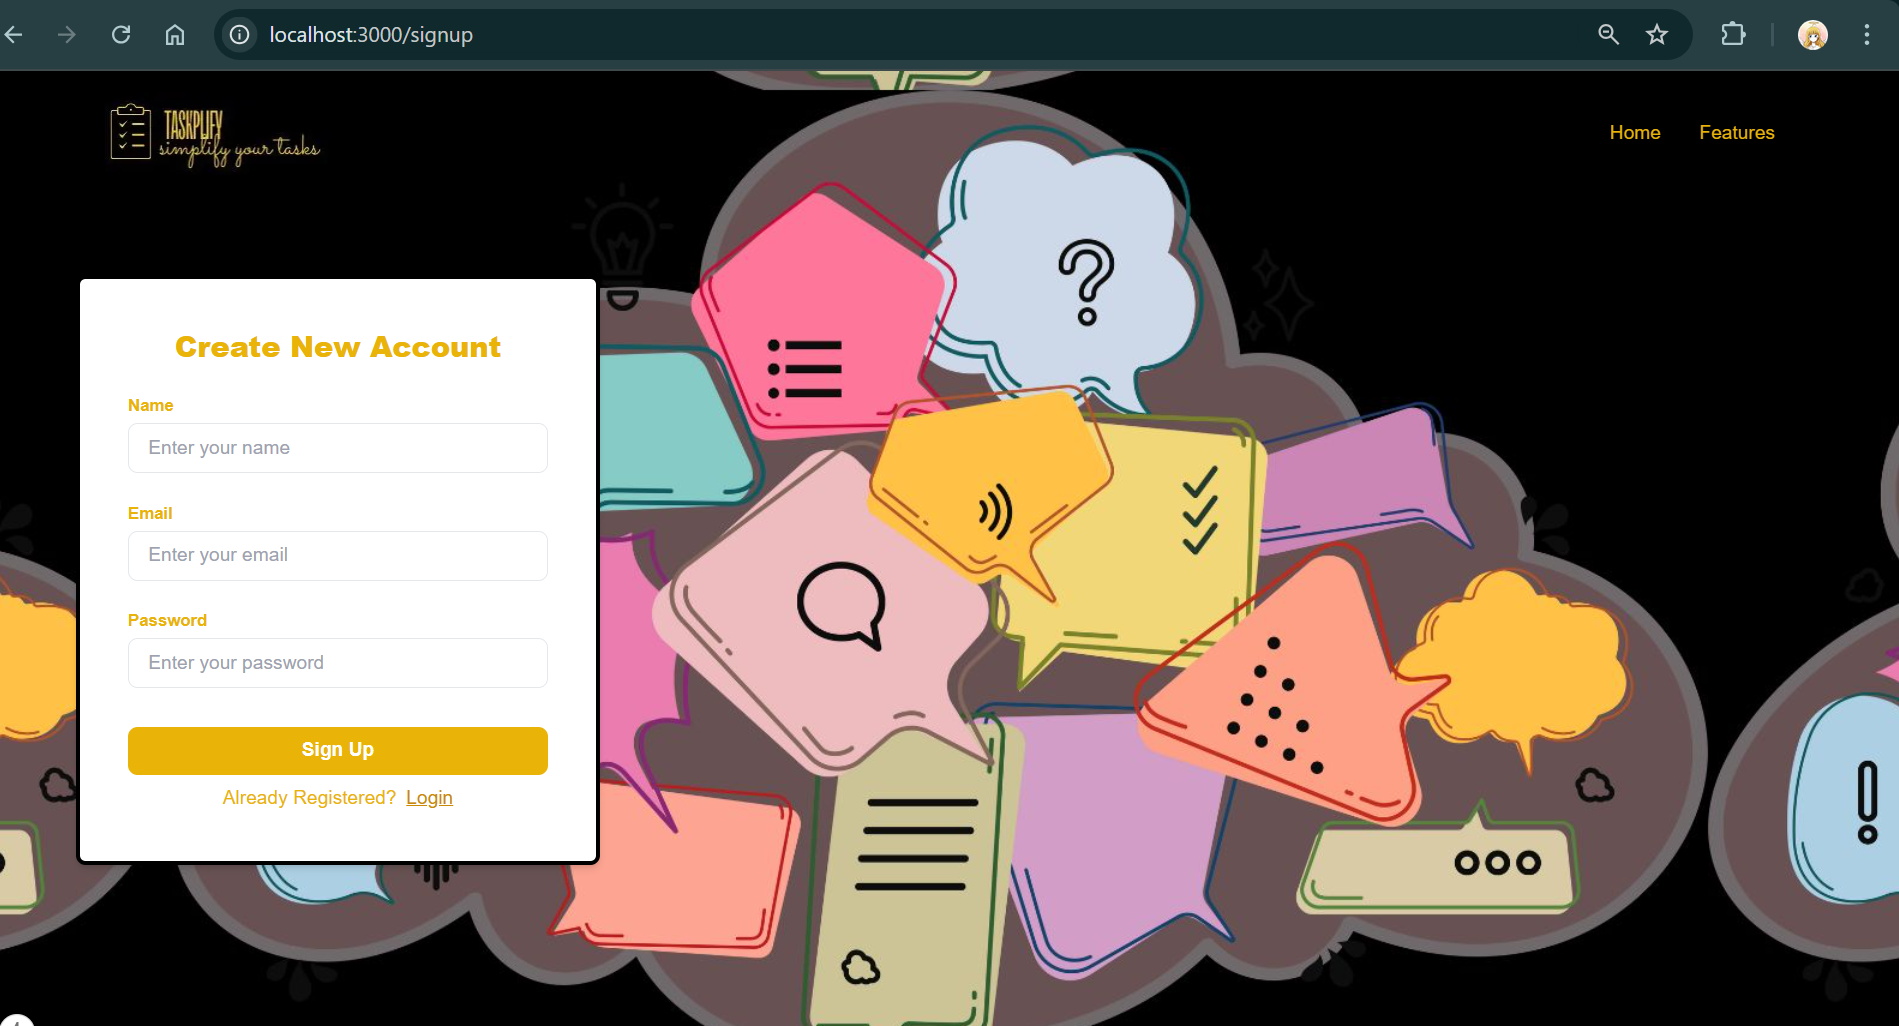 localhost:3000/signup
TASKPLIFY
simplify your tasks
Home
Features
Create New Account
Name
Enter your name
Email
Enter your email
Password
Enter your password
Sign Up
Already Registered? Login